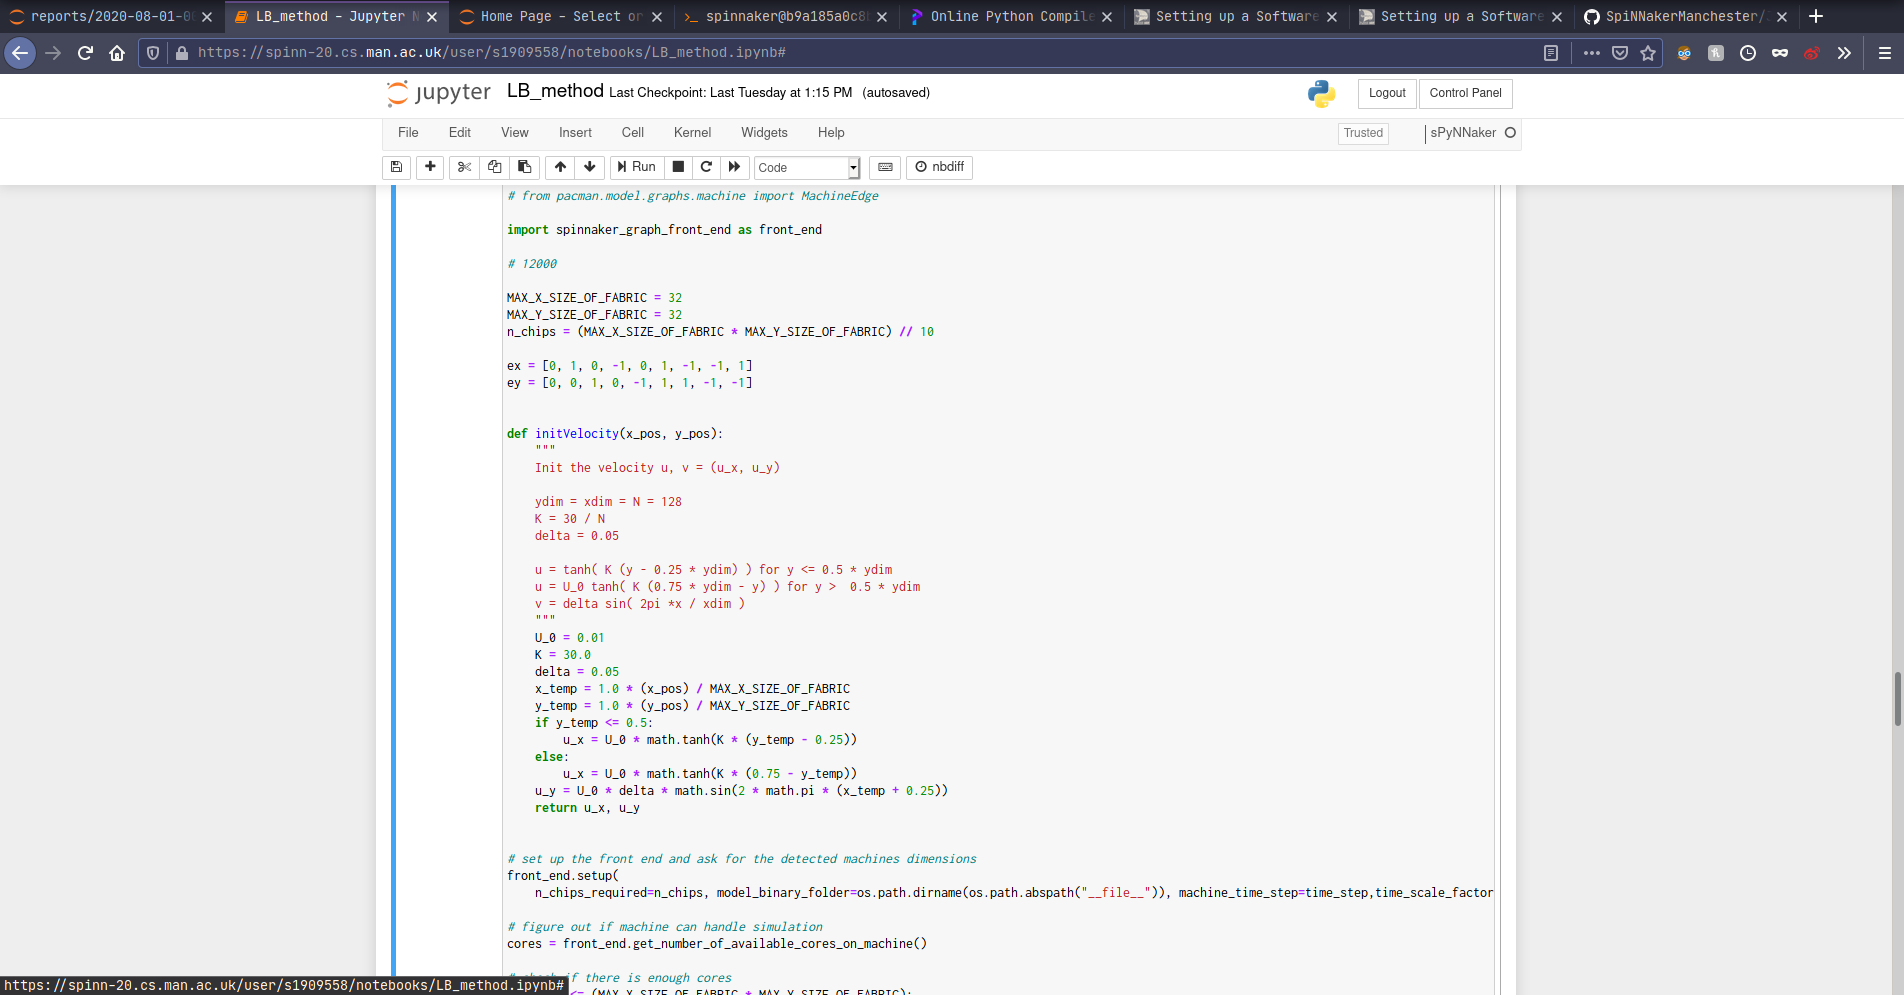 reports/2020-08-01-0
LB_method - Jupyter N
Home Page - Select or
spinnaker@b9a185a0c8
Online Python Compile
Setting up a Software
Setting up a Software
SpiNNakerManchester/
https://spinn-20.cs.man.ac.uk/user/s1909558/notebooks/LB_method.ipynb#
jupyter LB_method Last Checkpoint: Last Tuesday at 1:15 PM (autosaved)
Logout Control Panel
File Edit View Insert Cell Kernel Widgets Help
Trusted sPyNNaker
Run Code nbdiff
# from pacman.model.graphs.machine import MachineEdge
import spinnaker_graph_front_end as front_end
# 12000
MAX_X_SIZE_OF_FABRIC = 32
MAX_Y_SIZE_OF_FABRIC = 32
n_chips = (MAX_X_SIZE_OF_FABRIC * MAX_Y_SIZE_OF_FABRIC) // 10
ex = [0, 1, 0, -1, 0, 1, -1, -1, 1]
ey = [0, 0, 1, 0, -1, 1, 1, -1, -1]
def initVelocity(x_pos, y_pos):
"""
Init the velocity u, v = (u_x, u_y)
ydim = xdim = N = 128
K = 30 / N
delta = 0.05
u = tanh( K (y - 0.25 * ydim) ) for y <= 0.5 * ydim
u = U_0 tanh( K (0.75 * ydim - y) ) for y >  0.5 * ydim
v = delta sin( 2pi *x / xdim )
"""
U_0 = 0.01
K = 30.0
delta = 0.05
x_temp = 1.0 * (x_pos) / MAX_X_SIZE_OF_FABRIC
y_temp = 1.0 * (y_pos) / MAX_Y_SIZE_OF_FABRIC
if y_temp <= 0.5:
u_x = U_0 * math.tanh(K * (y_temp - 0.25))
else:
u_x = U_0 * math.tanh(K * (0.75 - y_temp))
u_y = U_0 * delta * math.sin(2 * math.pi * (x_temp + 0.25))
return u_x, u_y
# set up the front end and ask for the detected machines dimensions
front_end.setup(
n_chips_required=n_chips, model_binary_folder=os.path.dirname(os.path.abspath("__file__")), machine_time_step=time_step,time_scale_factor
# figure out if machine can handle simulation
cores = front_end.get_number_of_available_cores_on_machine()
if there is enough cores
<= (MAX_X_SIZE_OF_FABRIC * MAX_Y_SIZE_OF_FABRIC):
https://spinn-20.cs.man.ac.uk/user/s1909558/notebooks/LB_method.ipynb#